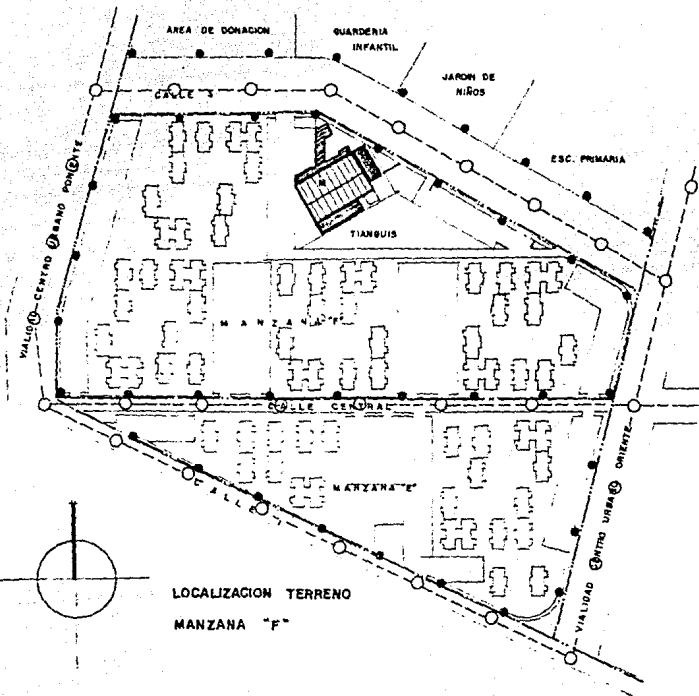 AREA DE DONACION
GUARDERIA
INFANTIL
JARDIN DE
NIÑOS
CALLE 3
ESC. PRIMARIA
VIALIDAD CENTRO URBANO PONIENTE
TIANGUIS
MANZANA "F"
CALLE CENTRAL
MANZANA "E"
CALLE 1
VIALIDAD CENTRO URBANO ORIENTE
LOCALIZACION TERRENO
MANZANA "F"